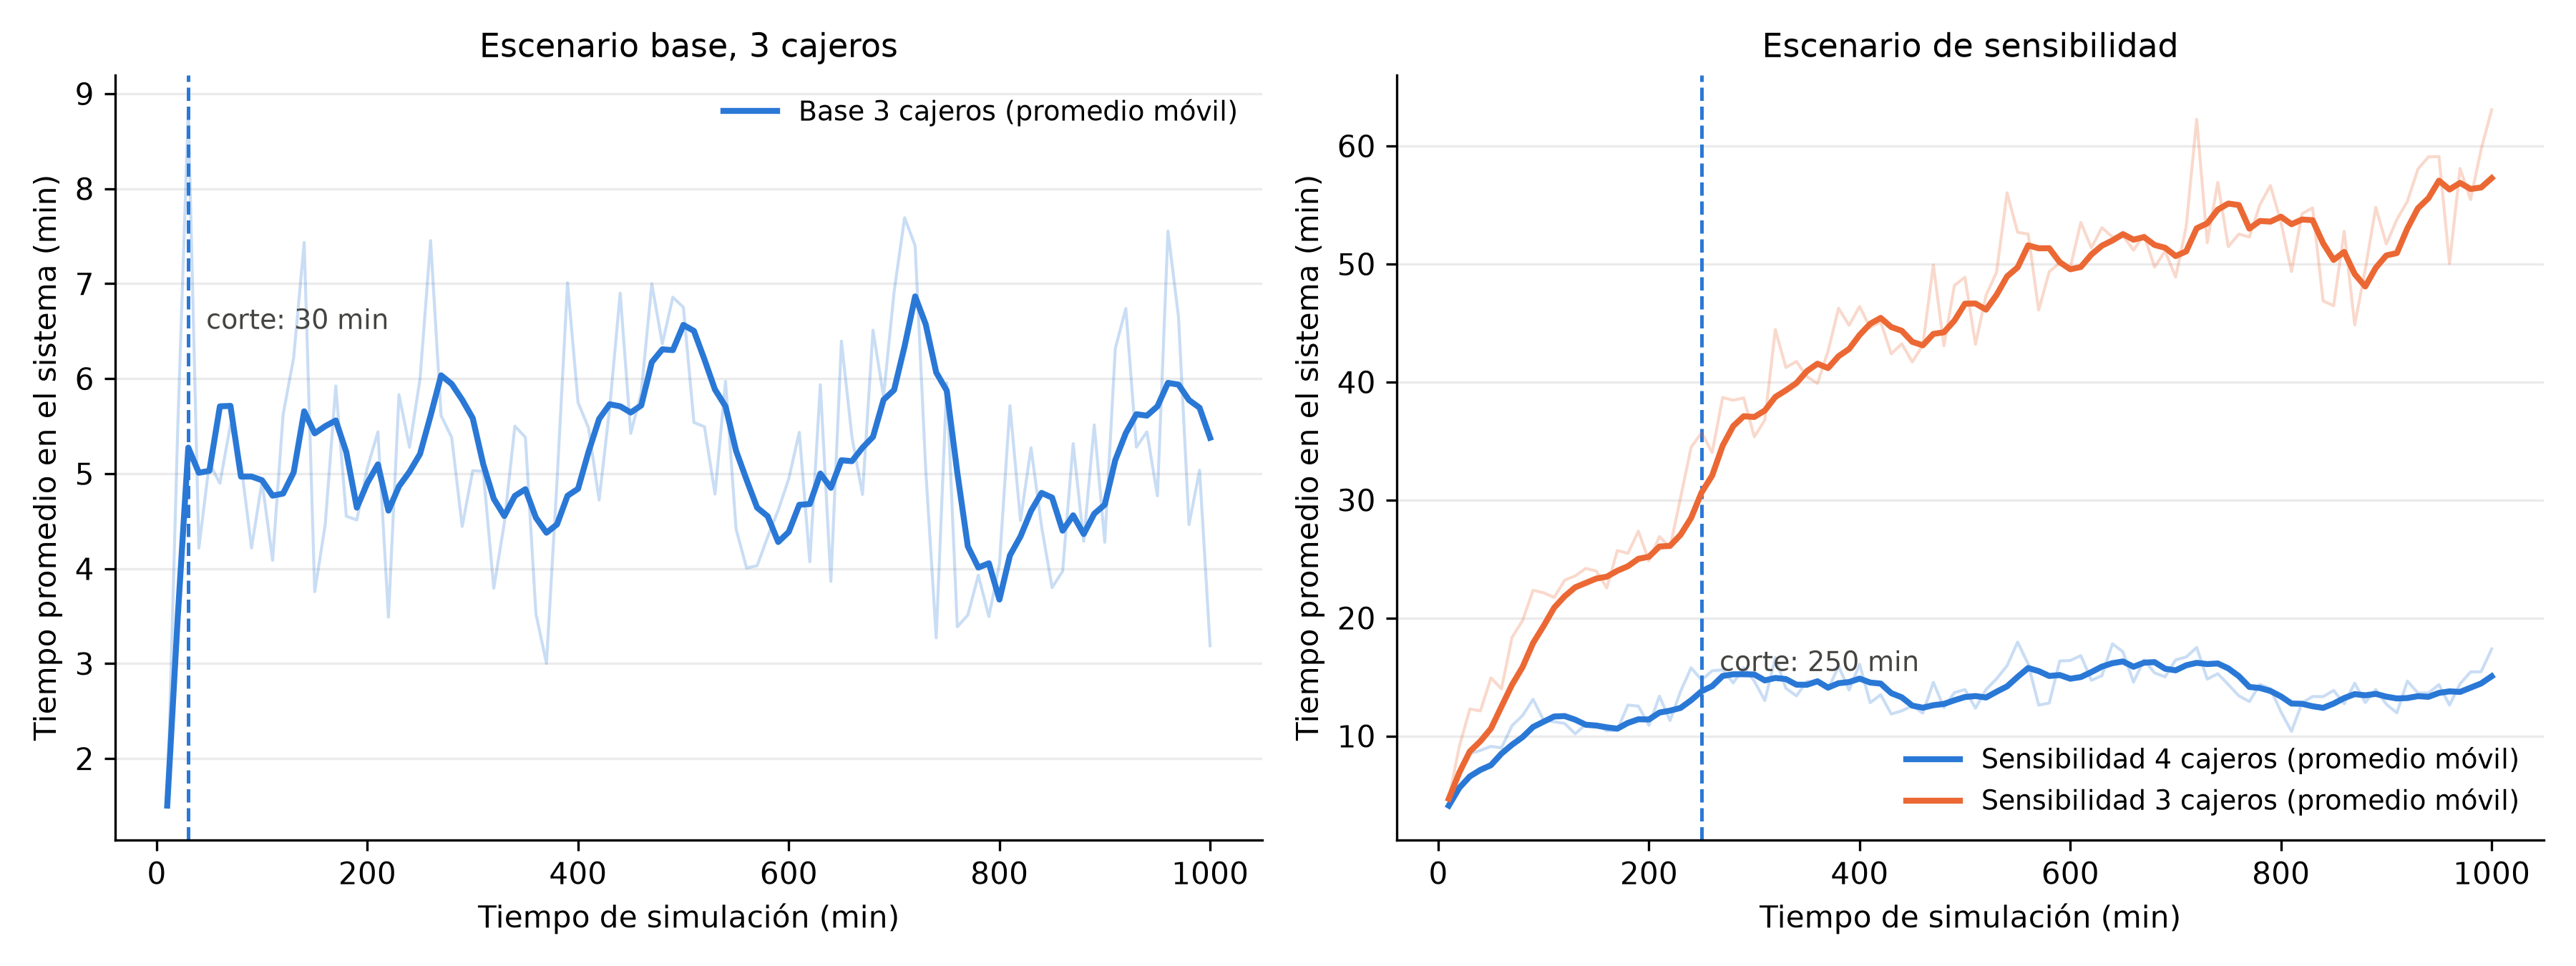 Escenario base, 3 cajeros
Base 3 cajeros (promedio móvil)
corte: 30 min
Tiempo promedio en el sistema (min)
9
8
7
6
5
4
3
2
0 200 400 600 800 1000
Tiempo de simulación (min)
Escenario de sensibilidad
Tiempo promedio en el sistema (min)
60
50
40
30
20
10
corte: 250 min
Sensibilidad 4 cajeros (promedio móvil)
Sensibilidad 3 cajeros (promedio móvil)
0 200 400 600 800 1000
Tiempo de simulación (min)